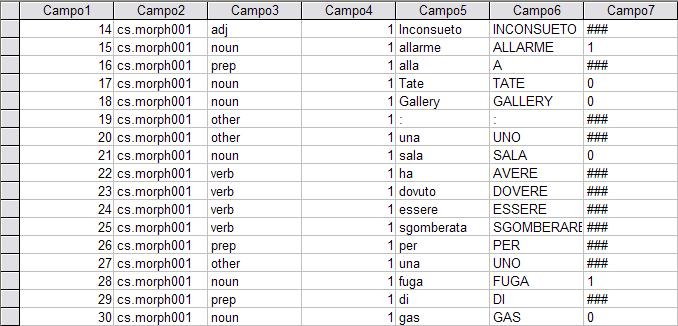 Campo1 Campo2 Campo3 Campo4 Campo5 Campo6 Campo7
14 cs.morph001 adj 1 Inconsueto INCONSUETO ###
15 cs.morph001 noun 1 allarme ALLARME 1
16 cs.morph001 prep 1 alla A ###
17 cs.morph001 noun 1 Tate TATE 0
18 cs.morph001 noun 1 Gallery GALLERY 0
19 cs.morph001 other 1 : : ###
20 cs.morph001 other 1 una UNO ###
21 cs.morph001 noun 1 sala SALA 0
22 cs.morph001 verb 1 ha AVERE ###
23 cs.morph001 verb 1 dovuto DOVERE ###
24 cs.morph001 verb 1 essere ESSERE ###
25 cs.morph001 verb 1 sgomberata SGOMBERARE ###
26 cs.morph001 prep 1 per PER ###
27 cs.morph001 other 1 una UNO ###
28 cs.morph001 noun 1 fuga FUGA 1
29 cs.morph001 prep 1 di DI ###
30 cs.morph001 noun 1 gas GAS 0